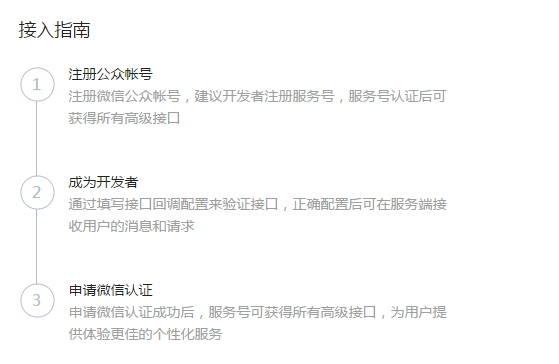 接入指南
1
注册公众帐号
注册微信公众帐号，建议开发者注册服务号，服务号认证后可
获得所有高级接口
2
成为开发者
通过填写接口回调配置来验证接口，正确配置后可在服务端接
收用户的消息和请求
3
申请微信认证
申请微信认证成功后，服务号可获得所有高级接口，为用户提
供体验更佳的个性化服务